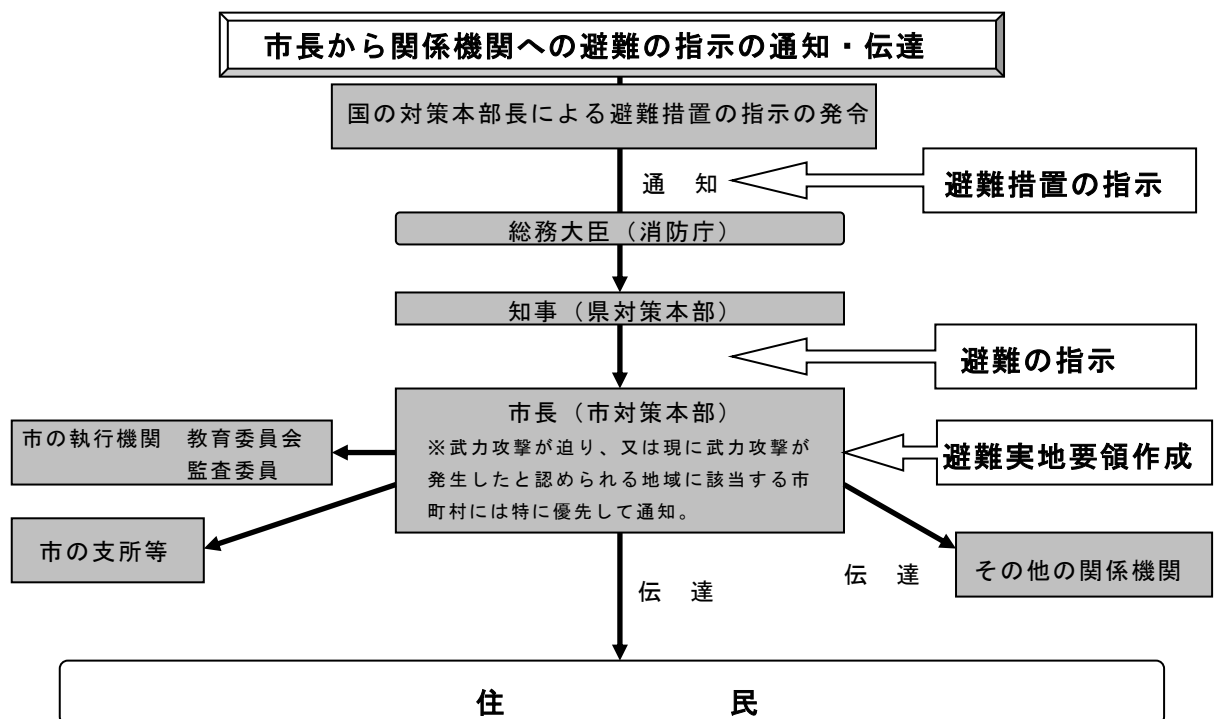 市長から関係機関への避難の指示の通知・伝達
国の対策本部長による避難措置の指示の発令
通　知
避難措置の指示
総務大臣（消防庁）
知事（県対策本部）
避難の指示
市長（市対策本部）
※武力攻撃が迫り、又は現に武力攻撃が
発生したと認められる地域に該当する市
町村には特に優先して通知。
市の執行機関　教育委員会
監査委員
避難実地要領作成
市の支所等
その他の関係機関
伝　達
伝　達
住　民